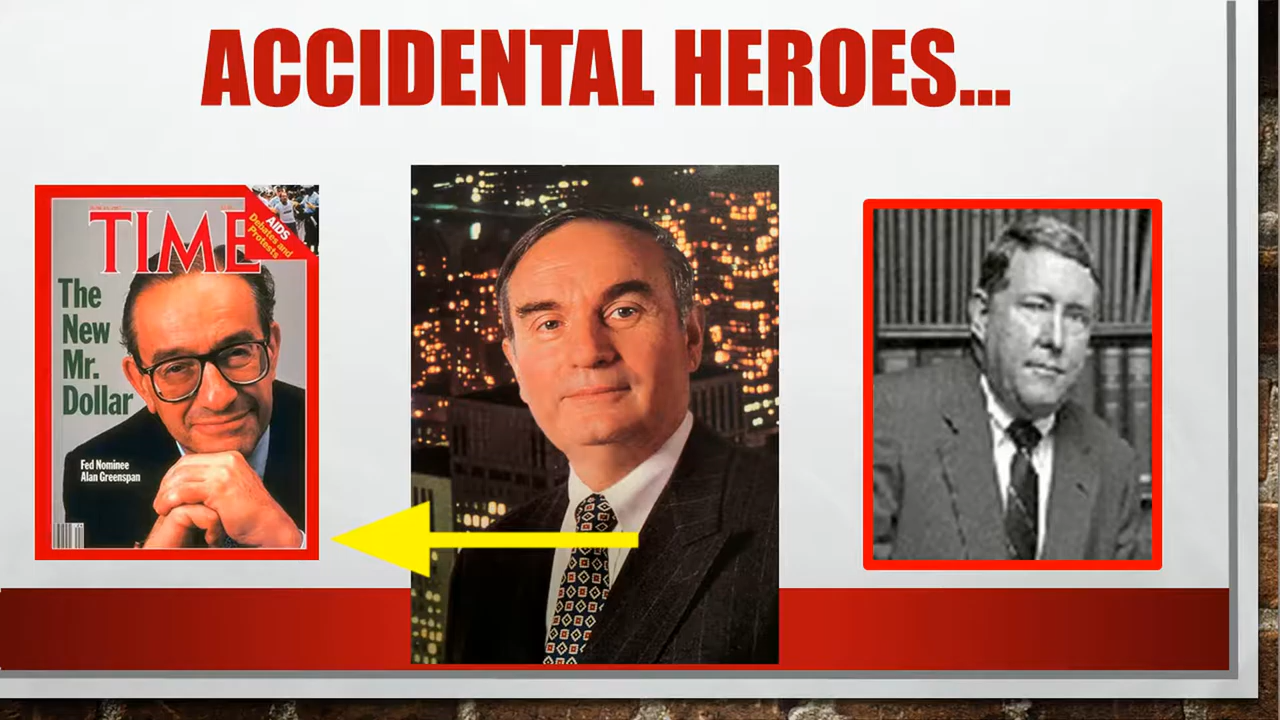 ACCIDENTAL HEROES...
TIME
AIDS
Debates and
Protests
The
New
Mr.
Dollar
Fed Nominee
Alan Greenspan